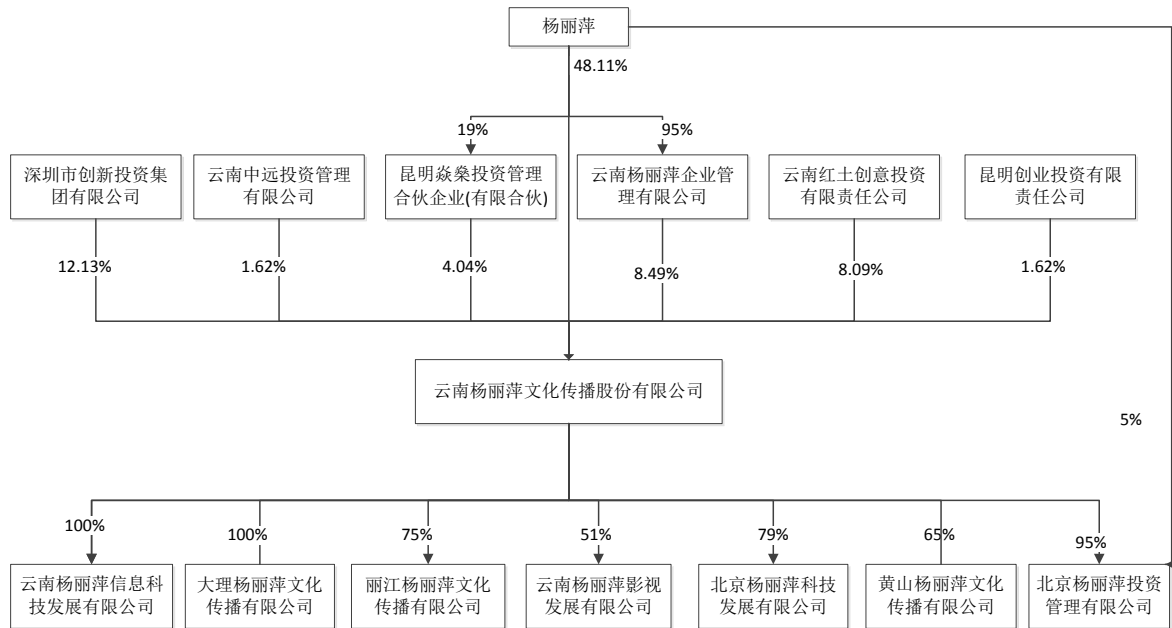 杨丽萍
48.11%
19%
95%
深圳市创新投资集
团有限公司
云南中远投资管理
有限公司
昆明焱燊投资管理
合伙企业(有限合伙)
云南杨丽萍企业管
理有限公司
云南红土创意投资
有限责任公司
昆明创业投资有限
责任公司
12.13%
1.62%
4.04%
8.49%
8.09%
1.62%
云南杨丽萍文化传播股份有限公司
5%
100%
100%
75%
51%
79%
65%
95%
云南杨丽萍信息科
技发展有限公司
大理杨丽萍文化
传播有限公司
丽江杨丽萍文化
传播有限公司
云南杨丽萍影视
发展有限公司
北京杨丽萍科技
发展有限公司
黄山杨丽萍文化
传播有限公司
北京杨丽萍投资
管理有限公司